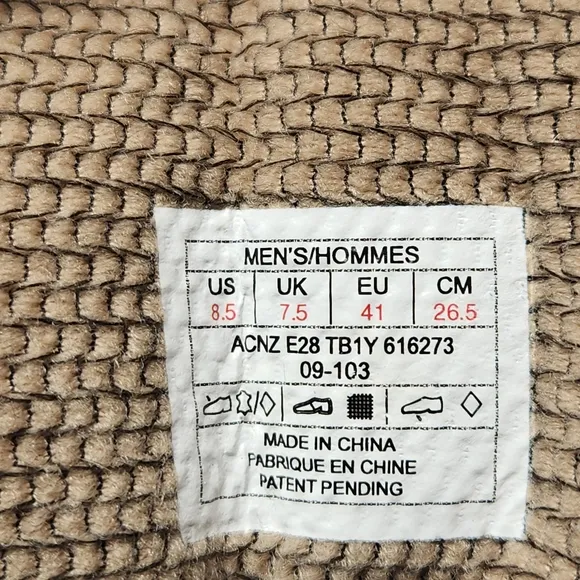 MEN'S/HOMMES
US UK EU CM
8.5 7.5 41 26.5
ACNZ E28 TB1Y 616273
09-103
MADE IN CHINA
FABRIQUE EN CHINE
PATENT PENDING